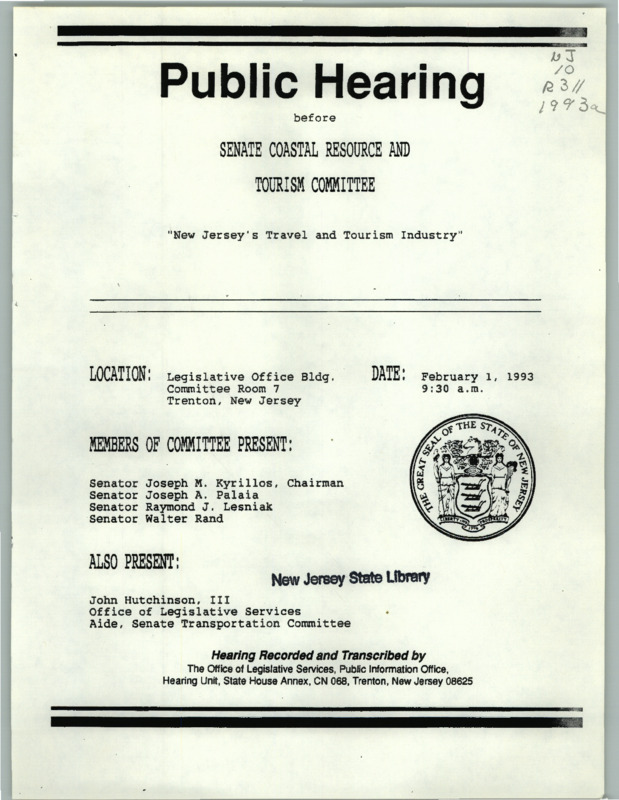 Public Hearing
NJ
10
R311
1993a
before
SENATE COASTAL RESOURCE AND
TOURISM COMMITTEE
"New Jersey's Travel and Tourism Industry"
LOCATION: Legislative Office Bldg.
Committee Room 7
Trenton, New Jersey
DATE: February 1, 1993
9:30 a.m.
MEMBERS OF COMMITTEE PRESENT:
Senator Joseph M. Kyrillos, Chairman
Senator Joseph A. Palaia
Senator Raymond J. Lesniak
Senator Walter Rand
THE GREAT SEAL OF THE STATE OF NEW JERSEY
ALSO PRESENT:
New Jersey State Library
John Hutchinson, III
Office of Legislative Services
Aide, Senate Transportation Committee
Hearing Recorded and Transcribed by
The Office of Legislative Services, Public Information Office,
Hearing Unit, State House Annex, CN 068, Trenton, New Jersey 08625